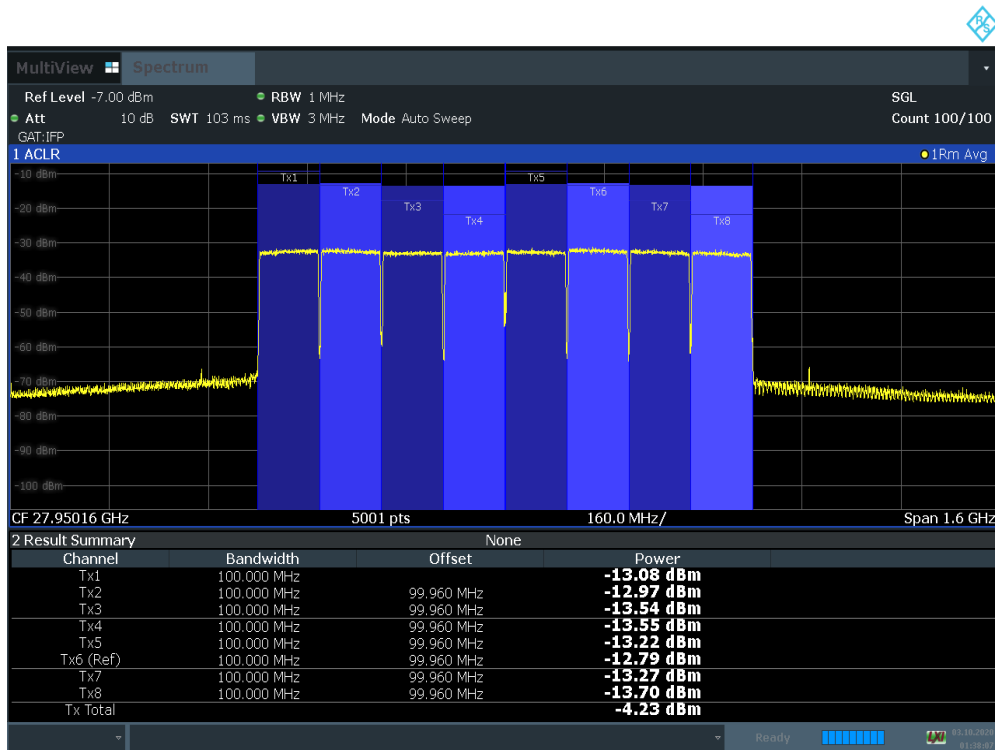 R&S
MultiView Spectrum
Ref Level -7.00 dBm RBW 1 MHz SGL
Att 10 dB SWT 103 ms VBW 3 MHz Mode Auto Sweep Count 100/100
GAT:IFP
1 ACLR 1Rm Avg
-10 dBm
Tx1 Tx5
Tx2 Tx6
Tx3 Tx7
-20 dBm
Tx4 Tx8
-30 dBm
-40 dBm
-50 dBm
-60 dBm
-70 dBm
-80 dBm
-90 dBm
-100 dBm
CF 27.95016 GHz 5001 pts 160.0 MHz/ Span 1.6 GHz
2 Result Summary None
Channel Bandwidth Offset Power
Tx1 100.000 MHz -13.08 dBm
Tx2 100.000 MHz 99.960 MHz -12.97 dBm
Tx3 100.000 MHz 99.960 MHz -13.54 dBm
Tx4 100.000 MHz 99.960 MHz -13.55 dBm
Tx5 100.000 MHz 99.960 MHz -13.22 dBm
Tx6 (Ref) 100.000 MHz 99.960 MHz -12.79 dBm
Tx7 100.000 MHz 99.960 MHz -13.27 dBm
Tx8 100.000 MHz 99.960 MHz -13.70 dBm
Tx Total -4.23 dBm
Ready LXI 03.10.2020
01:38:07